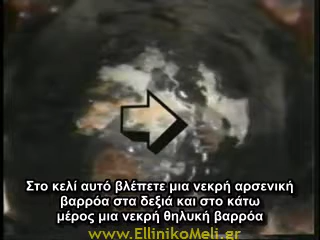 Στο κελί αυτό βλέπετε μια νεκρή αρσενική
βαρρόα στα δεξιά και στο κάτω
μέρος μια νεκρή θηλυκή βαρρόα
www.EllinikoMeli.gr